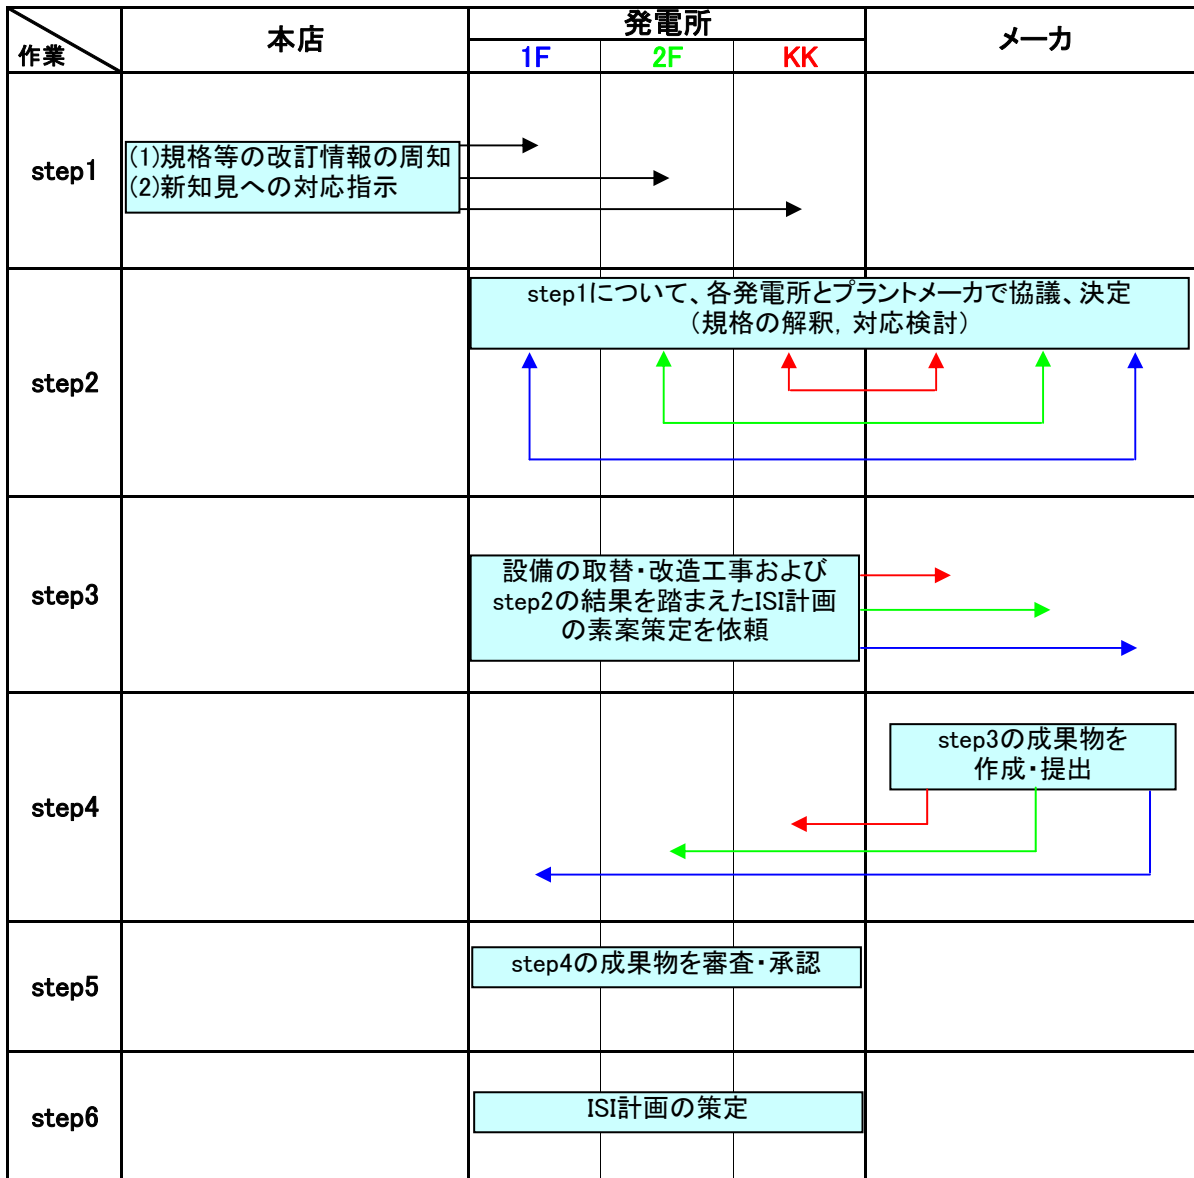 作業
本店
発電所
メーカ
1F
2F
KK
step1
(1)規格等の改訂情報の周知
(2)新知見への対応指示
step2
step1について、各発電所とプラントメーカで協議、決定
（規格の解釈，対応検討）
step3
設備の取替・改造工事および
step2の結果を踏まえたISI計画
の素案策定を依頼
step4
step3の成果物を
作成・提出
step5
step4の成果物を審査・承認
step6
ISI計画の策定